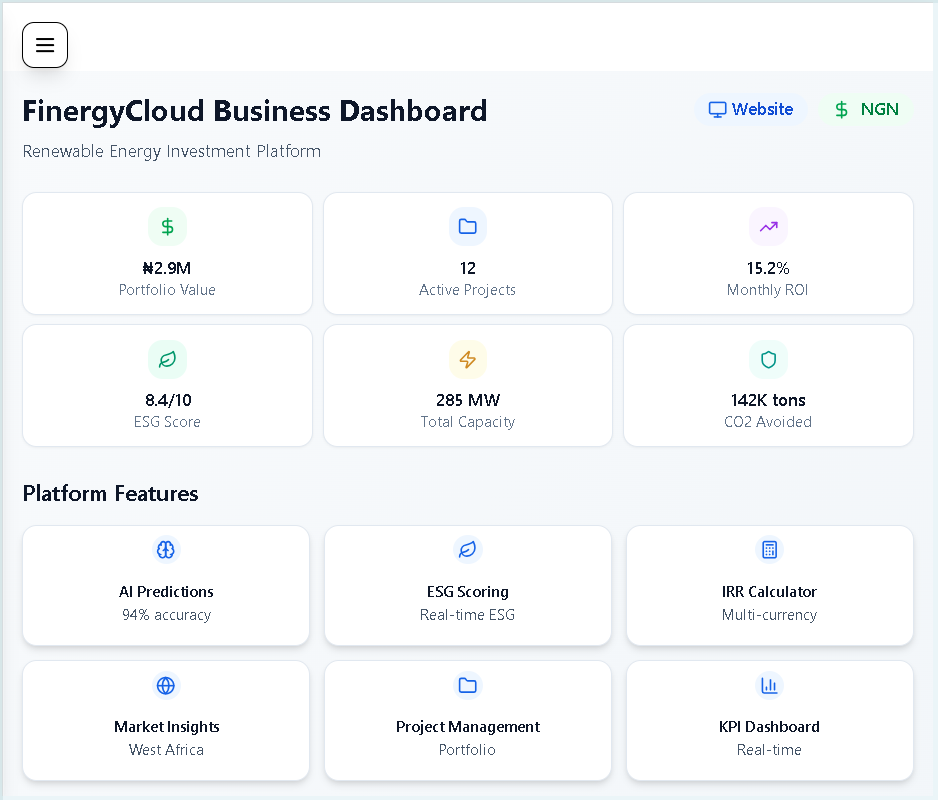 FinergyCloud Business Dashboard
Website
$ NGN
Renewable Energy Investment Platform
$
₦2.9M
Portfolio Value
12
Active Projects
15.2%
Monthly ROI
8.4/10
ESG Score
285 MW
Total Capacity
142K tons
CO2 Avoided
Platform Features
AI Predictions
94% accuracy
ESG Scoring
Real-time ESG
IRR Calculator
Multi-currency
Market Insights
West Africa
Project Management
Portfolio
KPI Dashboard
Real-time